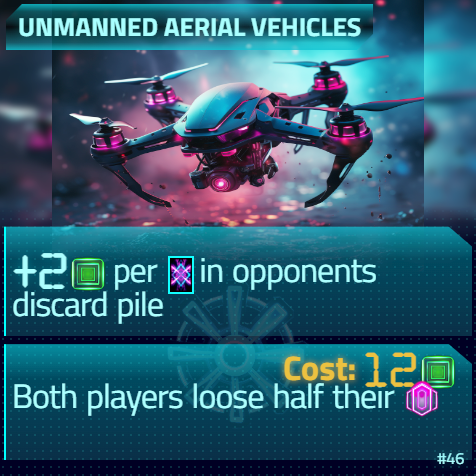 UNMANNED AERIAL VEHICLES
+2 per in opponents
discard pile
Cost: 12
Both players loose half their
#46